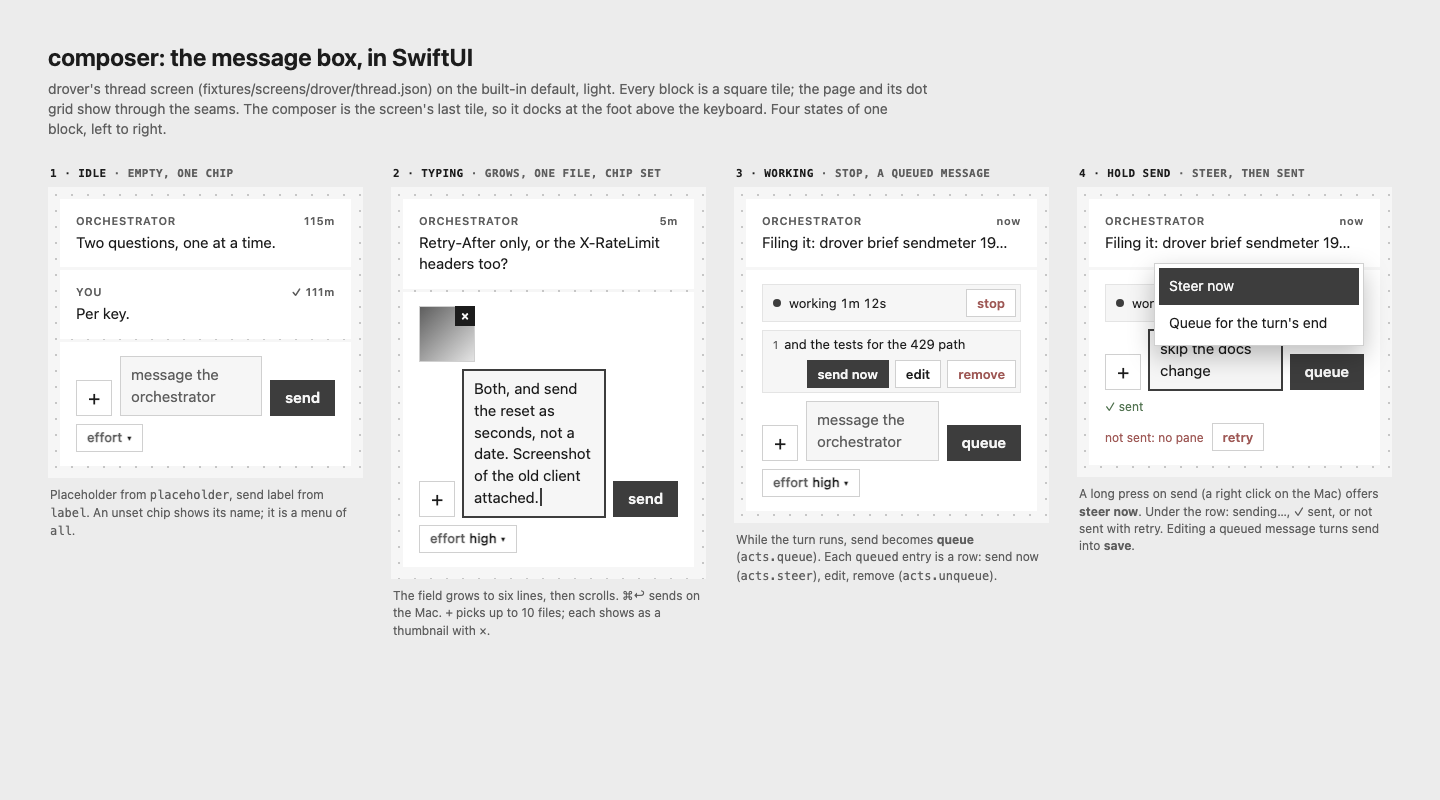 composer: the message box, in SwiftUI
drover's thread screen (fixtures/screens/drover/thread.json) on the built-in default, light. Every block is a square tile; the page and its dot
grid show through the seams. The composer is the screen's last tile, so it docks at the foot above the keyboard. Four states of one
block, left to right.
1 · IDLE · EMPTY, ONE CHIP
ORCHESTRATOR 115m
Two questions, one at a time.
YOU ✓ 111m
Per key.
message the
orchestrator
+ send
effort ▾
Placeholder from placeholder, send label from
label. An unset chip shows its name; it is a menu of
all.
2 · TYPING · GROWS, ONE FILE, CHIP SET
ORCHESTRATOR 5m
Retry-After only, or the X-RateLimit
headers too?
×
Both, and send
the reset as
seconds, not a
date. Screenshot
of the old client
attached.
+ send
effort high ▾
The field grows to six lines, then scrolls. ⌘↩ sends on
the Mac. + picks up to 10 files; each shows as a
thumbnail with ×.
3 · WORKING · STOP, A QUEUED MESSAGE
ORCHESTRATOR now
Filing it: drover brief sendmeter 19…
working 1m 12s stop
1 and the tests for the 429 path
send now edit remove
message the
orchestrator
+ queue
effort high ▾
While the turn runs, send becomes queue
(acts.queue). Each queued entry is a row: send now
(acts.steer), edit, remove (acts.unqueue).
4 · HOLD SEND · STEER, THEN SENT
ORCHESTRATOR now
Filing it: drover brief sendmeter 19…
Steer now
Queue for the turn's end
wor
skip the docs
change
+ queue
✓ sent
not sent: no pane retry
A long press on send (a right click on the Mac) offers
steer now. Under the row: sending…, ✓ sent, or not
sent with retry. Editing a queued message turns send
into save.